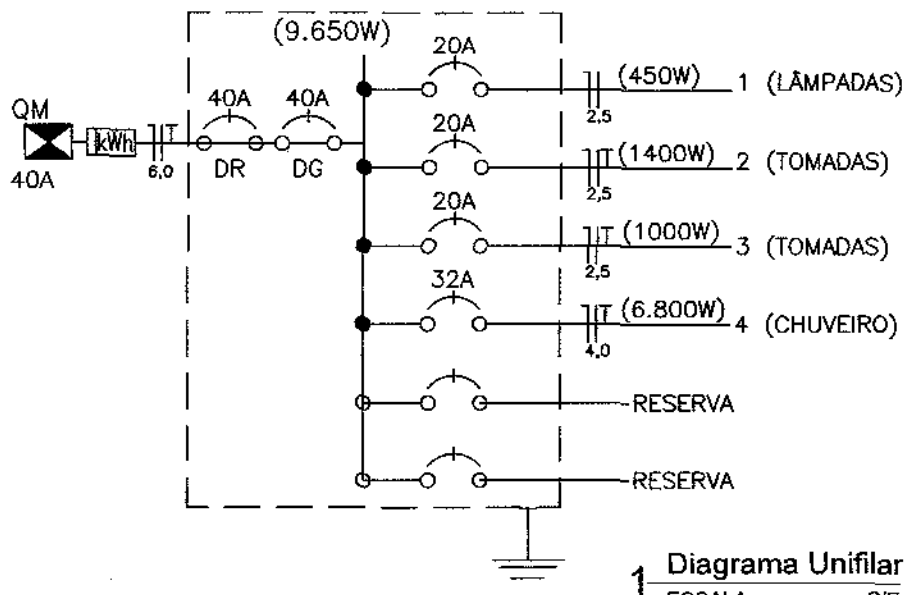 (9.650W)
QM
40A
kWh
T
6,0
40A
DR
40A
DG
20A
(450W)
2,5
1 (LÂMPADAS)
20A
T
(1400W)
2,5
2 (TOMADAS)
20A
T
(1000W)
2,5
3 (TOMADAS)
32A
T
(6.800W)
4,0
4 (CHUVEIRO)
RESERVA
RESERVA
1
Diagrama Unifilar